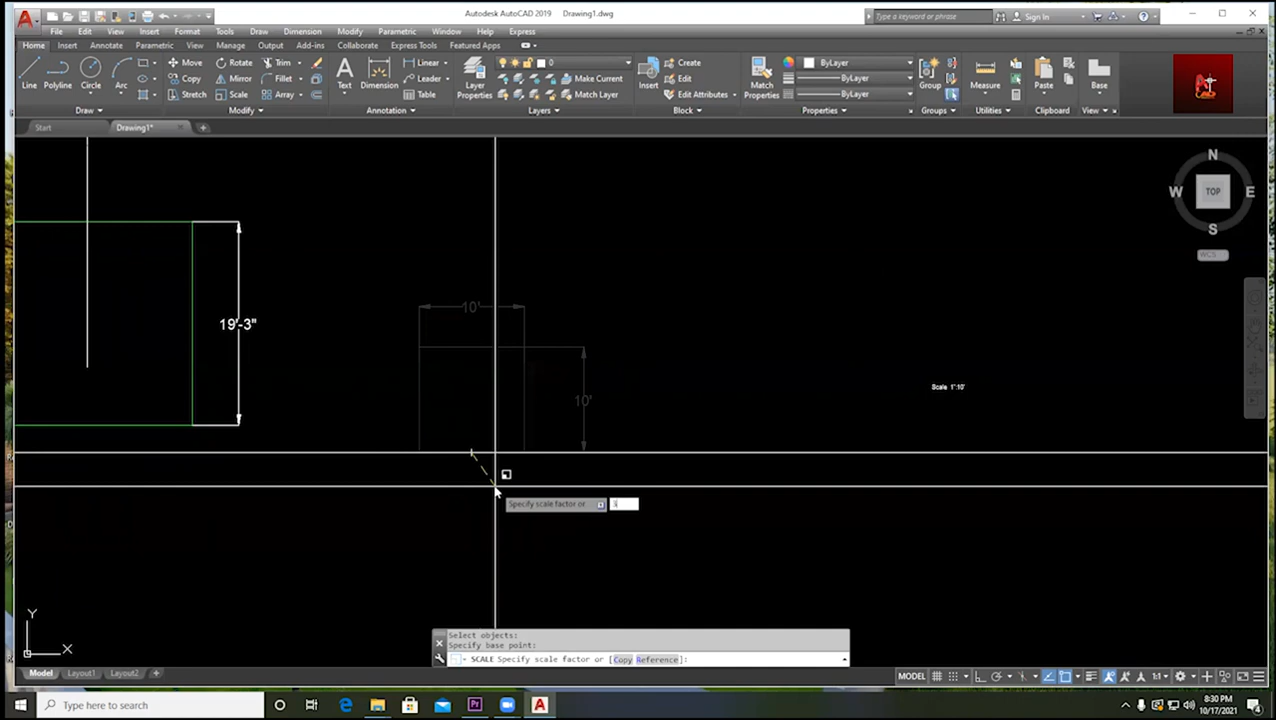 Autodesk AutoCAD 2019 Drawing1.dwg
Type a keyword or phrase
Sign In
File Edit View Insert Format Tools Draw Dimension Modify Parametric Window Help Express
Home Insert Annotate Parametric View Manage Output Add-ins Collaborate Express Tools Featured Apps
Line Polyline Circle Arc
Move Rotate Trim
Copy Mirror Fillet
Stretch Scale Array
Text Dimension
Linear
Leader
Table
Layer Properties
0
Make Current
Match Layer
Insert
Create
Edit
Edit Attributes
Match Properties
ByLayer
ByLayer
ByLayer
Group
Measure
Paste
Base
Draw Modify Annotation Layers Block Properties Groups Utilities Clipboard View
Start Drawing1*
N
W TOP E
S
WCS
10'
19'-3"
10'
Scale 1":10'
Specify scale factor or
Y
X
Select objects:
Specify base point:
SCALE Specify scale factor or [Copy Reference]:
Model Layout1 Layout2
MODEL
1:1
Type here to search
8:30 PM
10/17/2021